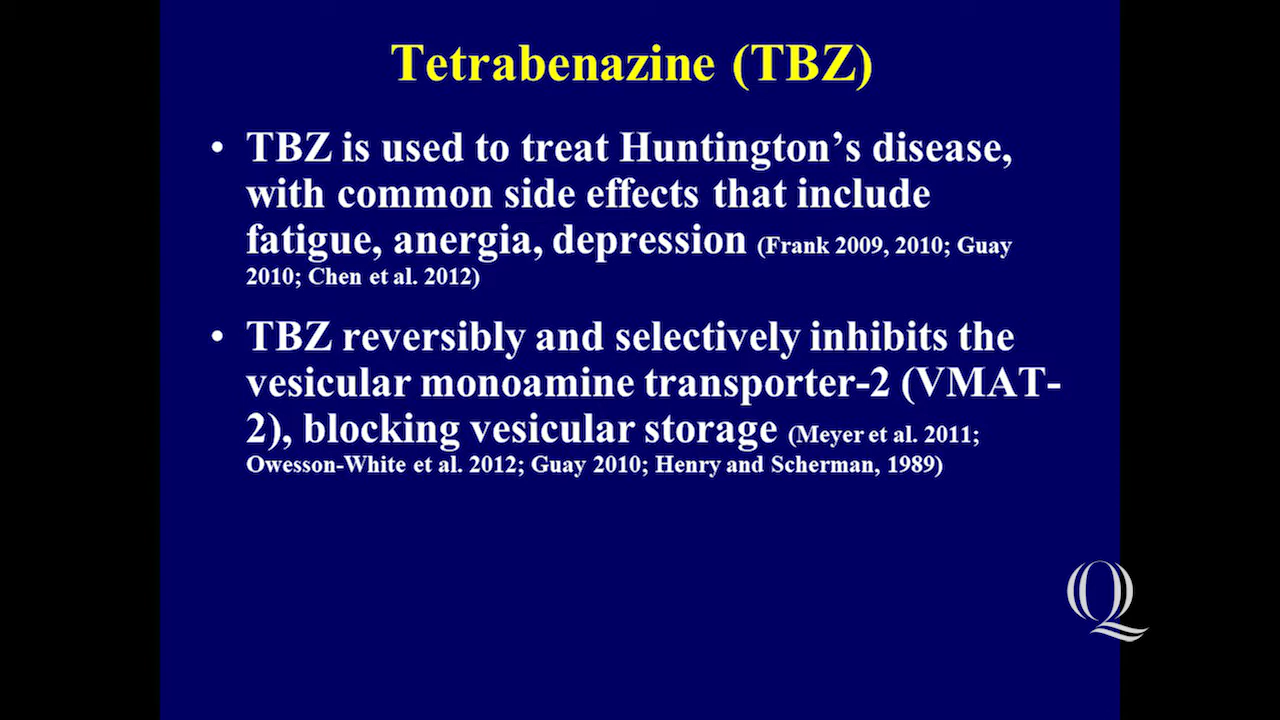 Tetrabenazine (TBZ)
• TBZ is used to treat Huntington’s disease,
with common side effects that include
fatigue, anergia, depression (Frank 2009, 2010; Guay
2010; Chen et al. 2012)
• TBZ reversibly and selectively inhibits the
vesicular monoamine transporter-2 (VMAT-
2), blocking vesicular storage (Meyer et al. 2011;
Owesson-White et al. 2012; Guay 2010; Henry and Scherman, 1989)
Q